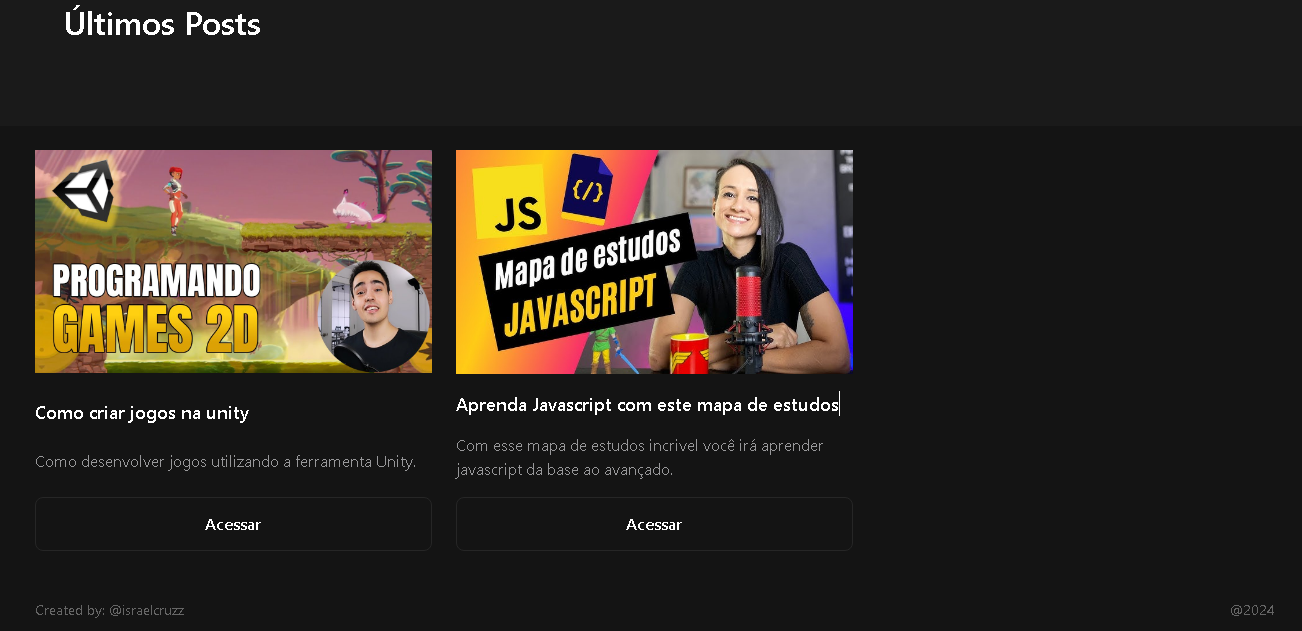 Últimos Posts
PROGRAMANDO
GAMES 2D
JS
{/}
Mapa de estudos
JAVASCRIPT
Como criar jogos na unity
Aprenda Javascript com este mapa de estudos
Como desenvolver jogos utilizando a ferramenta Unity.
Com esse mapa de estudos incrivel você irá aprender
javascript da base ao avançado.
Acessar
Acessar
Created by: @israelcruzz
@2024